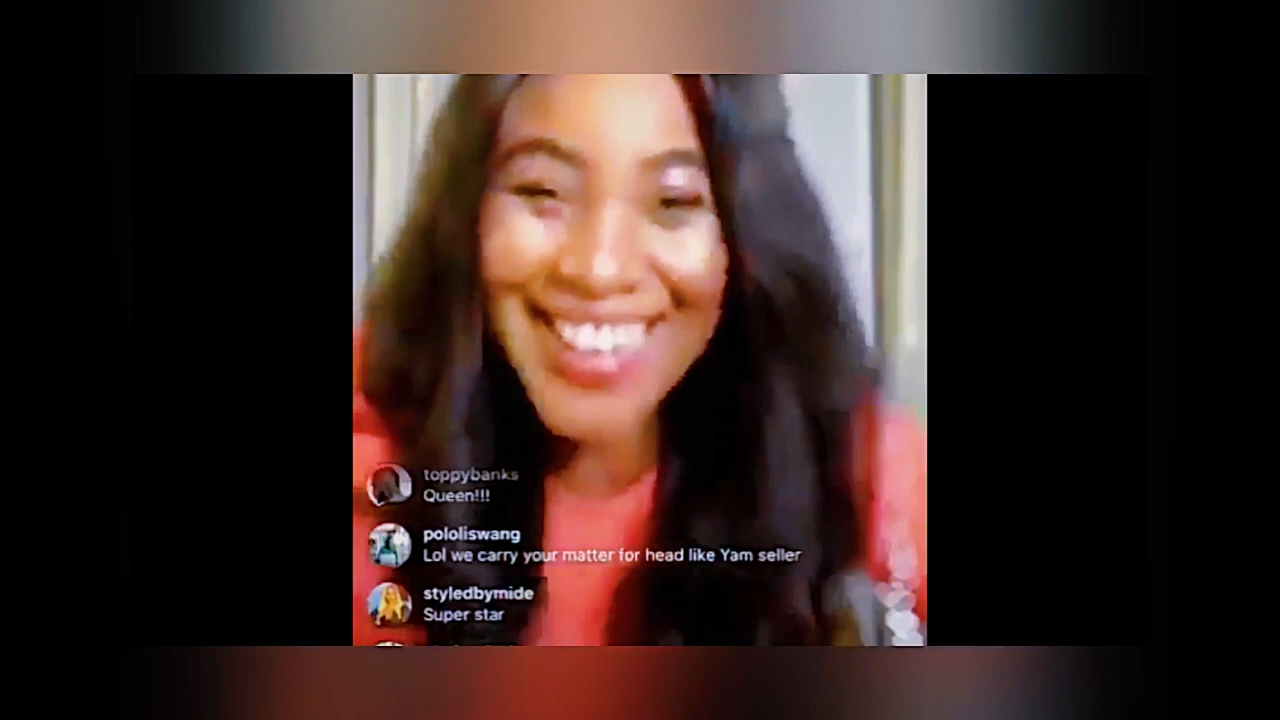 toppybanks
Queen!!!
pololiswang
Lol we carry your matter for head like Yam seller
styledbymide
Super star